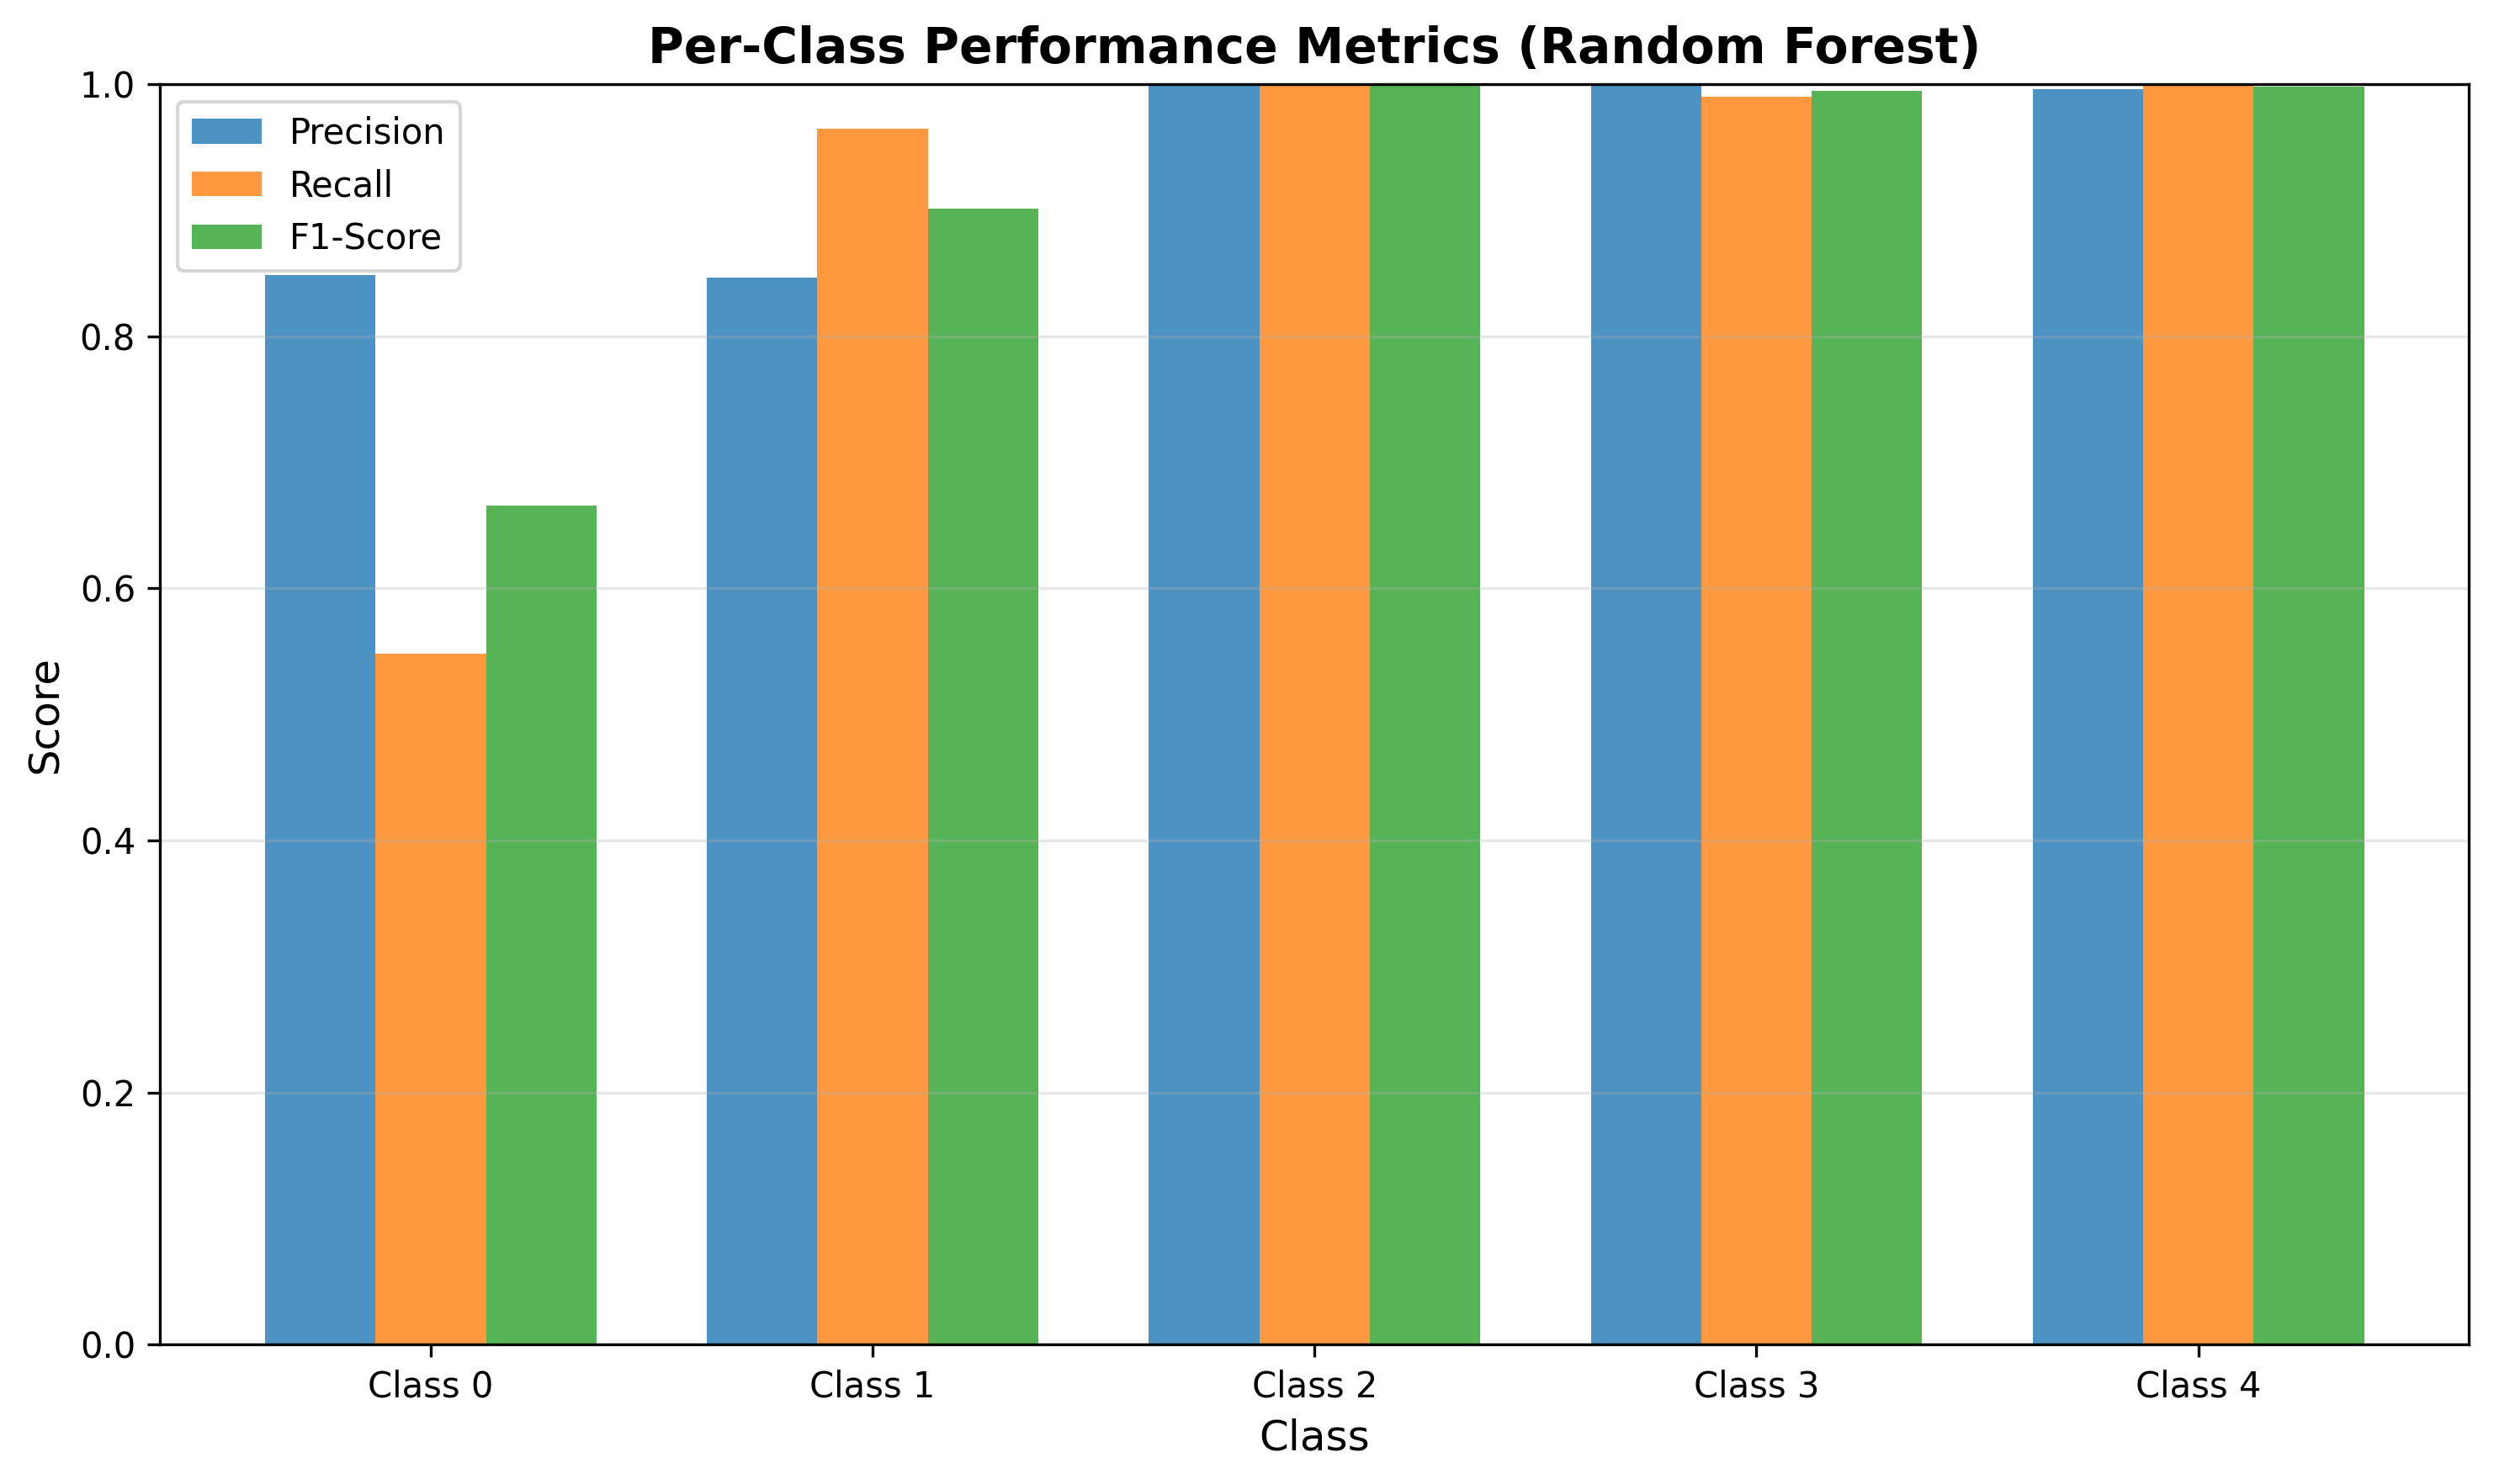 Per-Class Performance Metrics (Random Forest)
1.0
0.8
0.6
0.4
0.2
0.0
Score
Precision
Recall
F1-Score
Class 0 Class 1 Class 2 Class 3 Class 4
Class